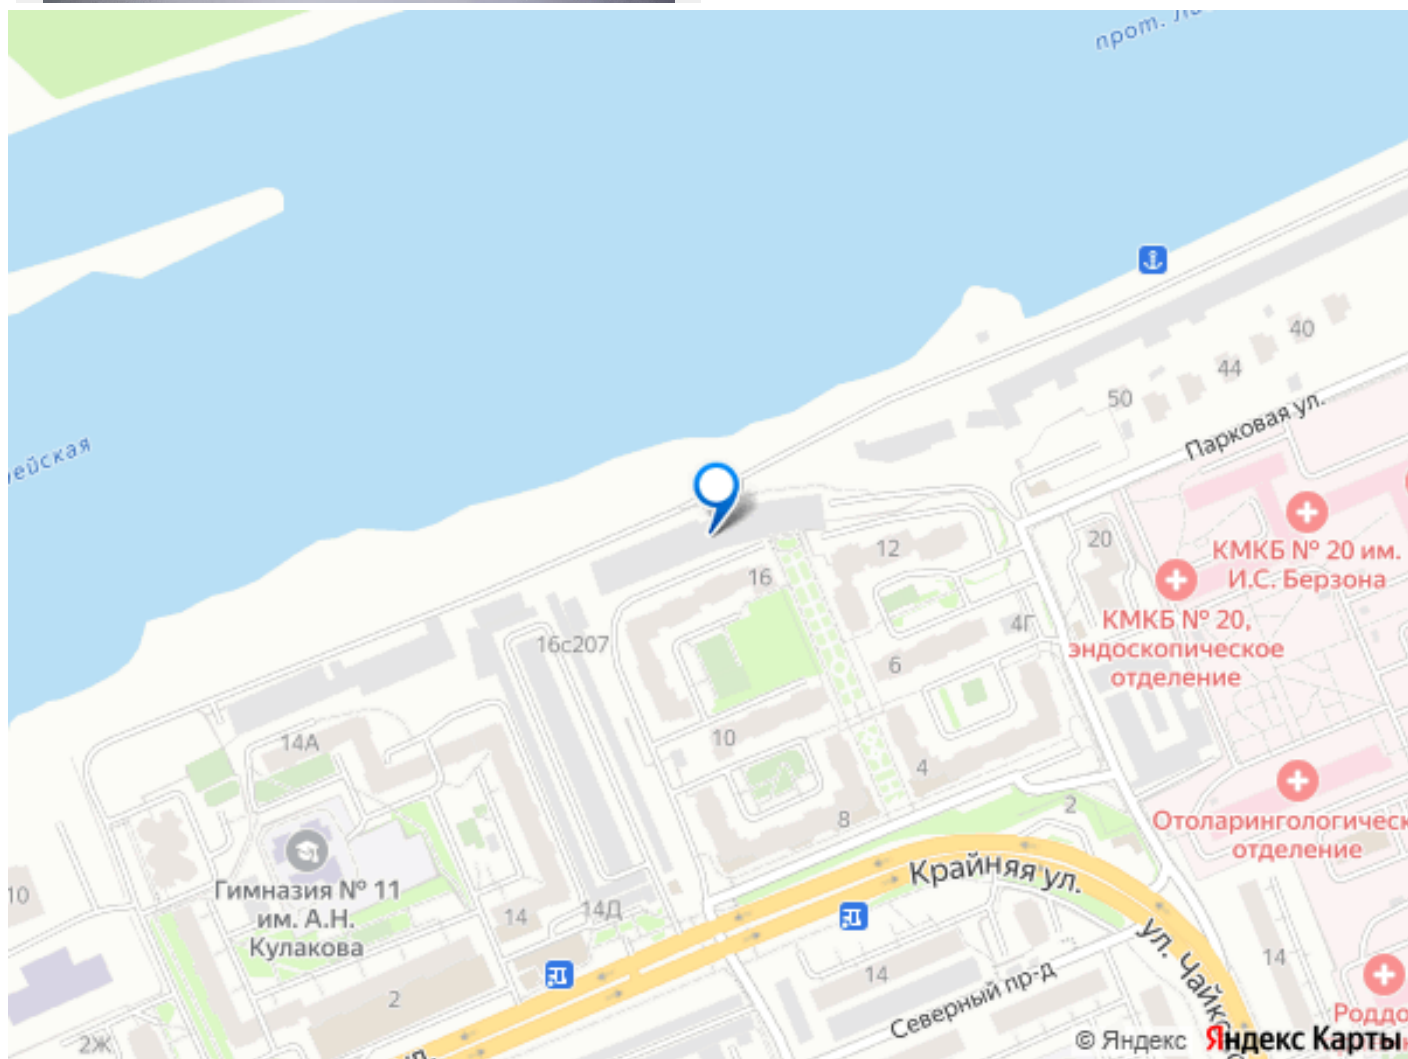 прот.
40
44
50
Парковая ул.
КМКБ № 20 им.
И.С. Берзона
20
12
КМКБ № 20,
эндоскопическое
отделение
16
4Г
16с207
6
14А
10
4
2
8
Отоларингологическ
отделение
Крайняя ул.
Гимназия № 11
им. А.Н.
Кулакова
10
14
14Д
ул. Чайко
14
14
Северный пр-д
2
Роддо
2Ж
ул.
© Яндекс Яндекс Карты